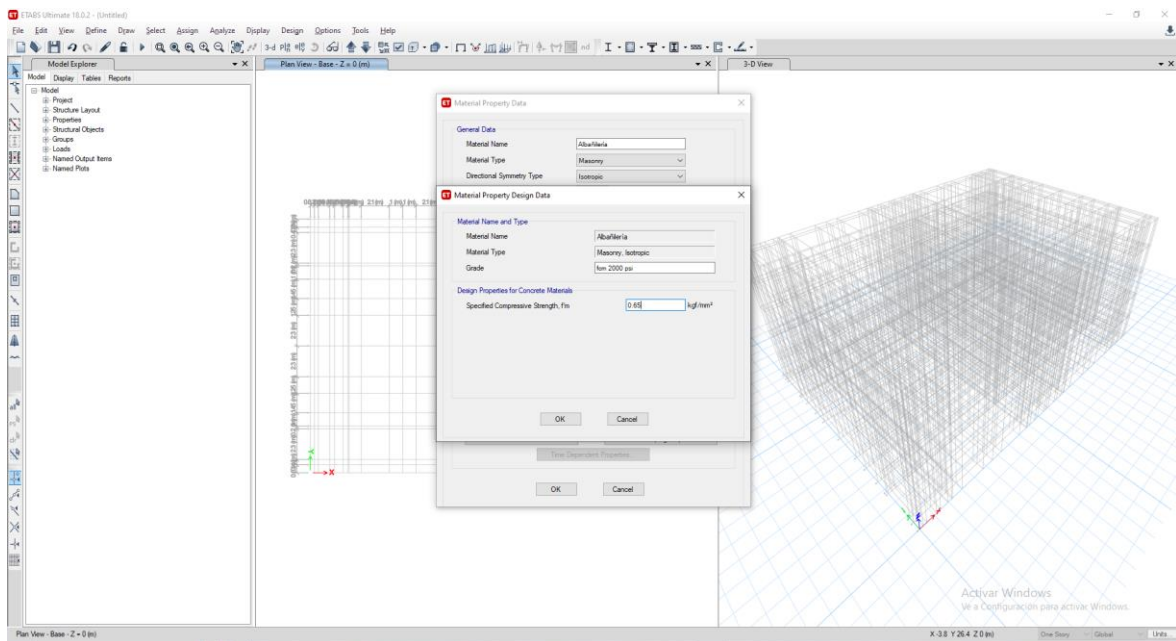 ETABS Ultimate 18.0.2 - (Untitled)
File Edit View Define Draw Select Assign Analyze Display Design Options Tools Help
Model Explorer
Plan View - Base - Z = 0 (m)
3-D View
Model Display Tables Reports
Model
Project
Structure Layout
Properties
Structural Objects
Groups
Loads
Named Output Items
Named Plots
Material Property Data
General Data
Material Name Albañilería
Material Type Masonry
Directional Symmetry Type Isotropic
Material Property Design Data
Material Name and Type
Material Name Albañilería
Material Type Masonry, Isotropic
Grade f'm 2000 psi
Design Properties for Concrete Materials
Specified Compressive Strength, f'm 0.65 kgf/mm²
OK Cancel
Time Dependent Properties...
OK Cancel
X
Activar Windows
Ve a Configuración para activar Windows.
Plan View - Base - Z = 0 (m)
X -3.8 Y 26.4 Z 0 (m) One Story Global Units